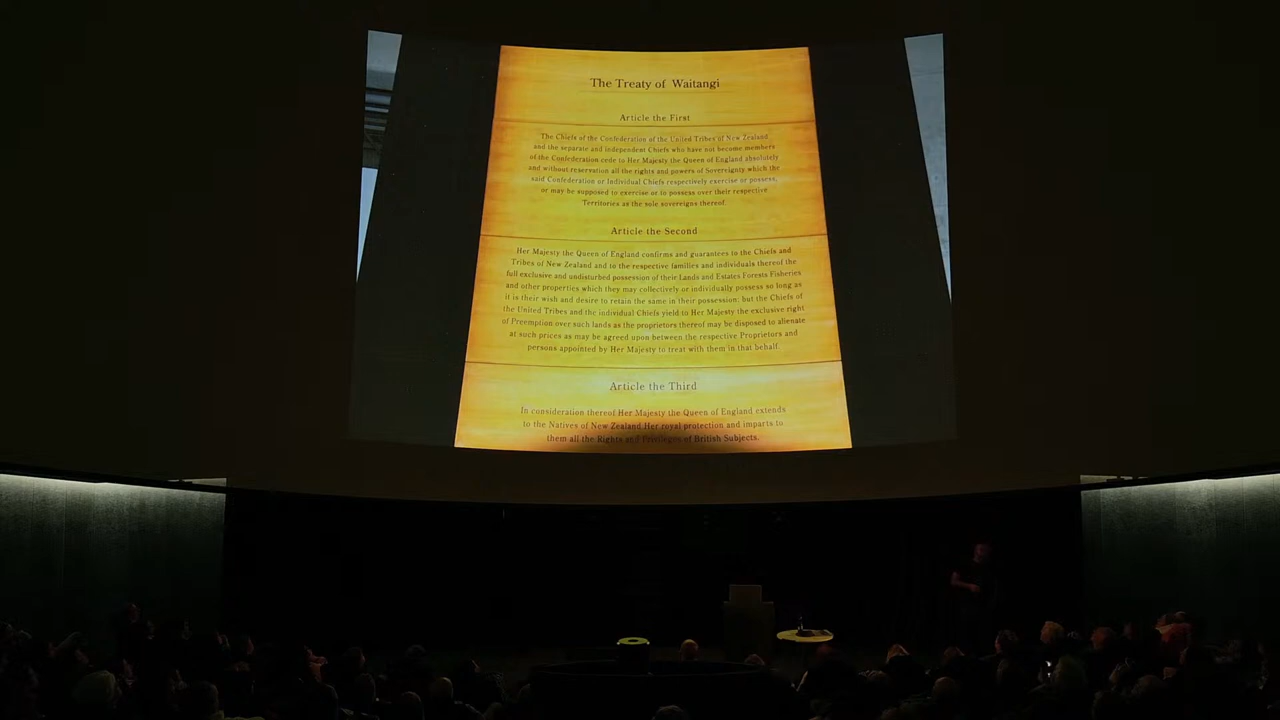 The Treaty of Waitangi
Article the First
The Chiefs of the Confederation of the United Tribes of New Zealand
and the separate and independent Chiefs who have not become members
of the Confederation cede to Her Majesty the Queen of England absolutely
and without reservation all the rights and powers of Sovereignty which the
said Confederation or Individual Chiefs respectively exercise or possess,
or may be supposed to exercise or to possess over their respective
Territories as the sole sovereigns thereof.
Article the Second
Her Majesty the Queen of England confirms and guarantees to the Chiefs and
Tribes of New Zealand and to the respective families and individuals thereof the
full exclusive and undisturbed possession of their Lands and Estates Forests Fisheries
and other properties which they may collectively or individually possess so long as
it is their wish and desire to retain the same in their possession; but the Chiefs of
the United Tribes and the individual Chiefs yield to Her Majesty the exclusive right
of Preemption over such lands as the proprietors thereof may be disposed to alienate
at such prices as may be agreed upon between the respective Proprietors and
persons appointed by Her Majesty to treat with them in that behalf.
Article the Third
In consideration thereof Her Majesty the Queen of England extends
to the Natives of New Zealand Her royal protection and imparts to
them all the Rights and Privileges of British Subjects.